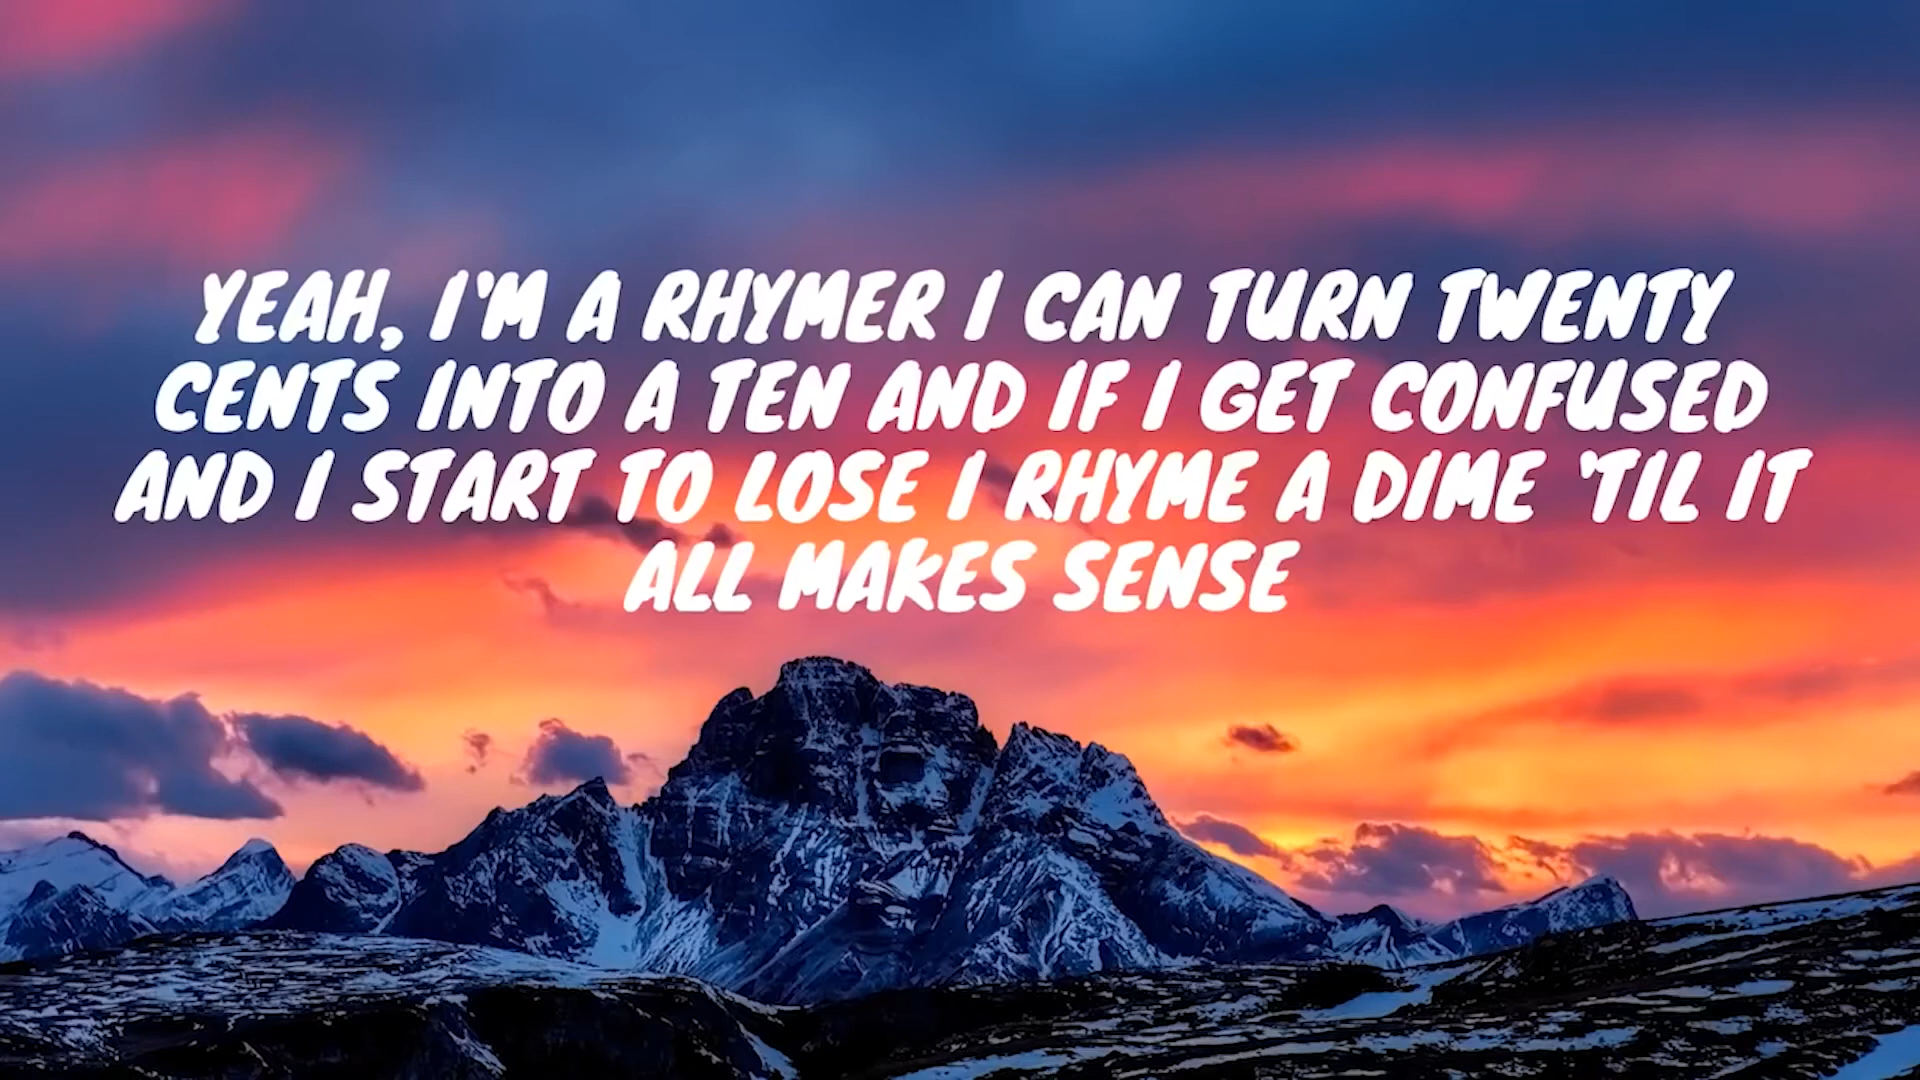 YEAH, I'M A RHYMER I CAN TURN TWENTY
CENTS INTO A TEN AND IF I GET CONFUSED
AND I START TO LOSE I RHYME A DIME 'TIL IT
ALL MAKES SENSE